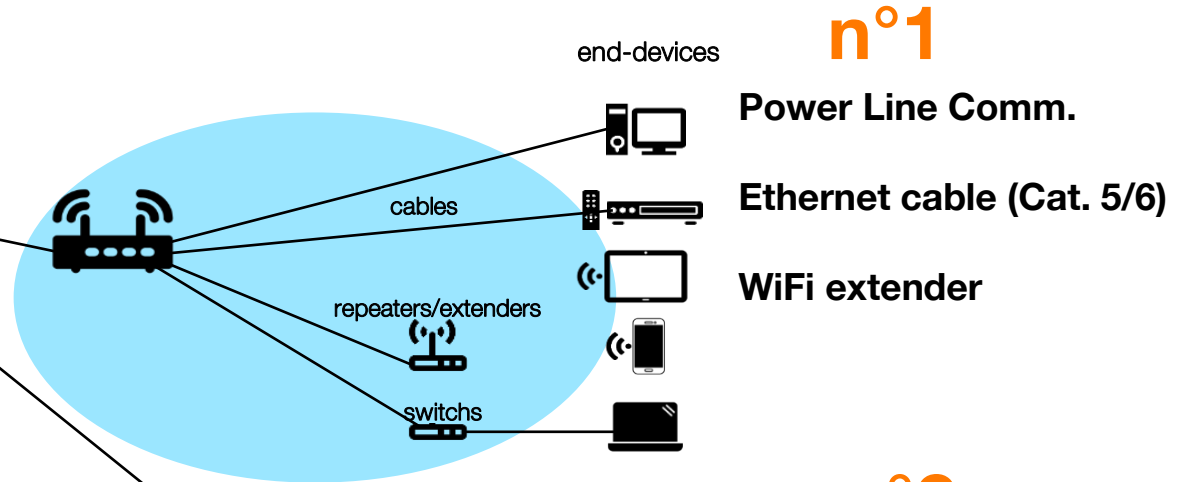 n°1
end-devices
Power Line Comm.
Ethernet cable (Cat. 5/6)
cables
WiFi extender
repeaters/extenders
switchs